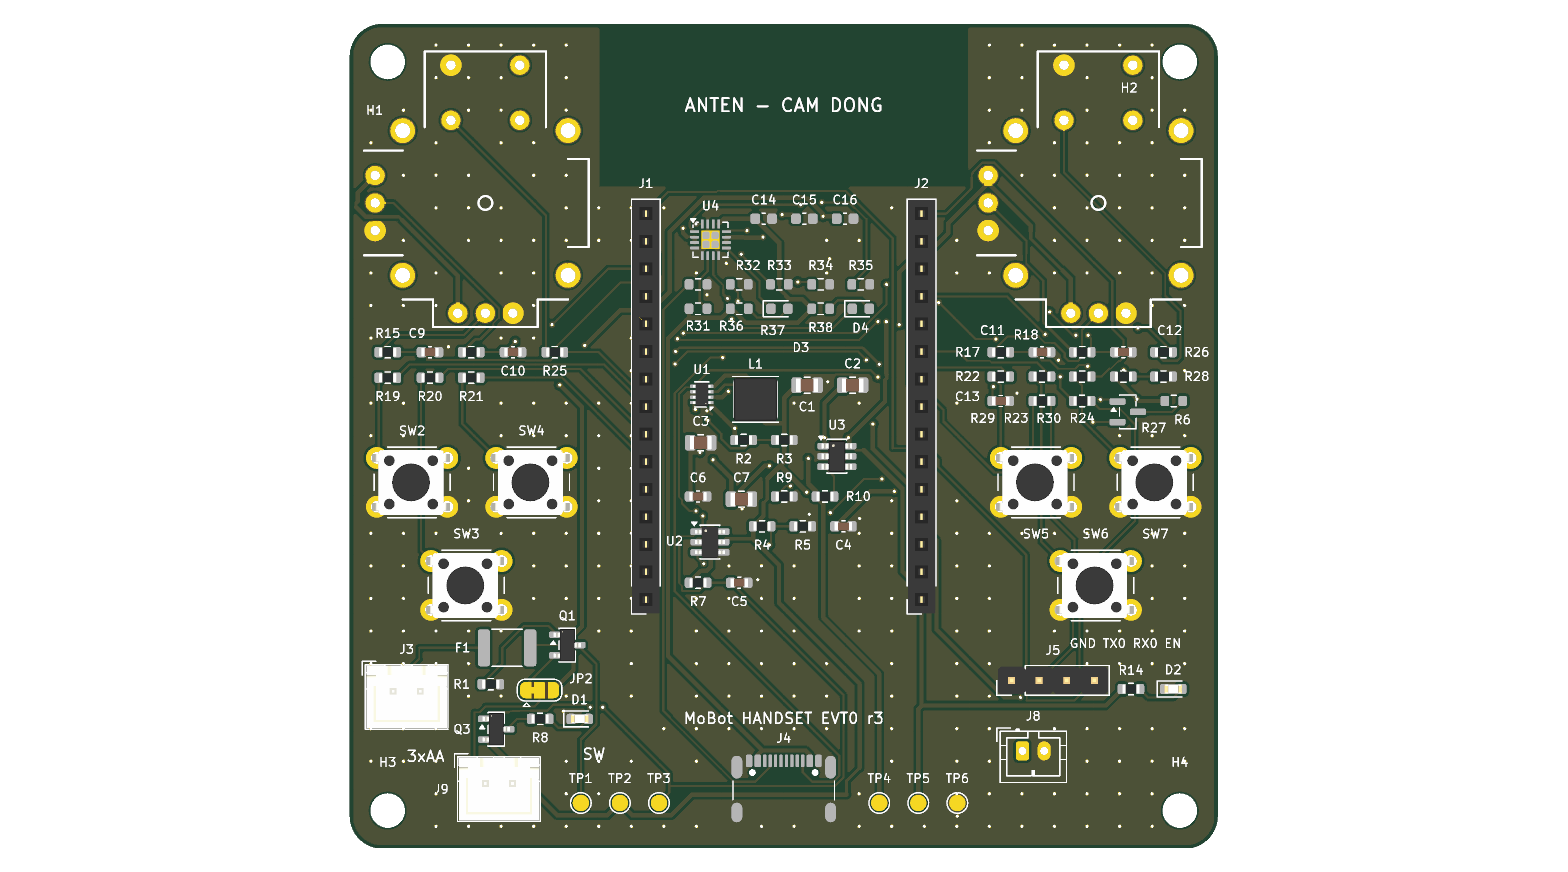 ANTEN - CAM DONG
H1
H2
J1
J2
U4
C14 C15 C16
R32 R33 R34 R35
R31 R36 R37 R38 D4
D3
R15 C9
C10 R25
R19 R20 R21
C11 R18 C12
R17
R26
R22
R28
C13
R29 R23 R30 R24 R27 R6
U1 L1 C2
C1
C3
U3
R2 R3
C6 C7 R9
R10
U2 R4 R5 C4
R7 C5
SW2 SW4
SW3
SW5 SW6 SW7
Q1
F1
J3
R1
JP2
D1
Q3
R8
3xAA
SW
H3
J9
GND TX0 RX0 EN
J5
R14 D2
J8
H4
MoBot HANDSET EVT0 r3
J4
TP1 TP2 TP3
TP4 TP5 TP6